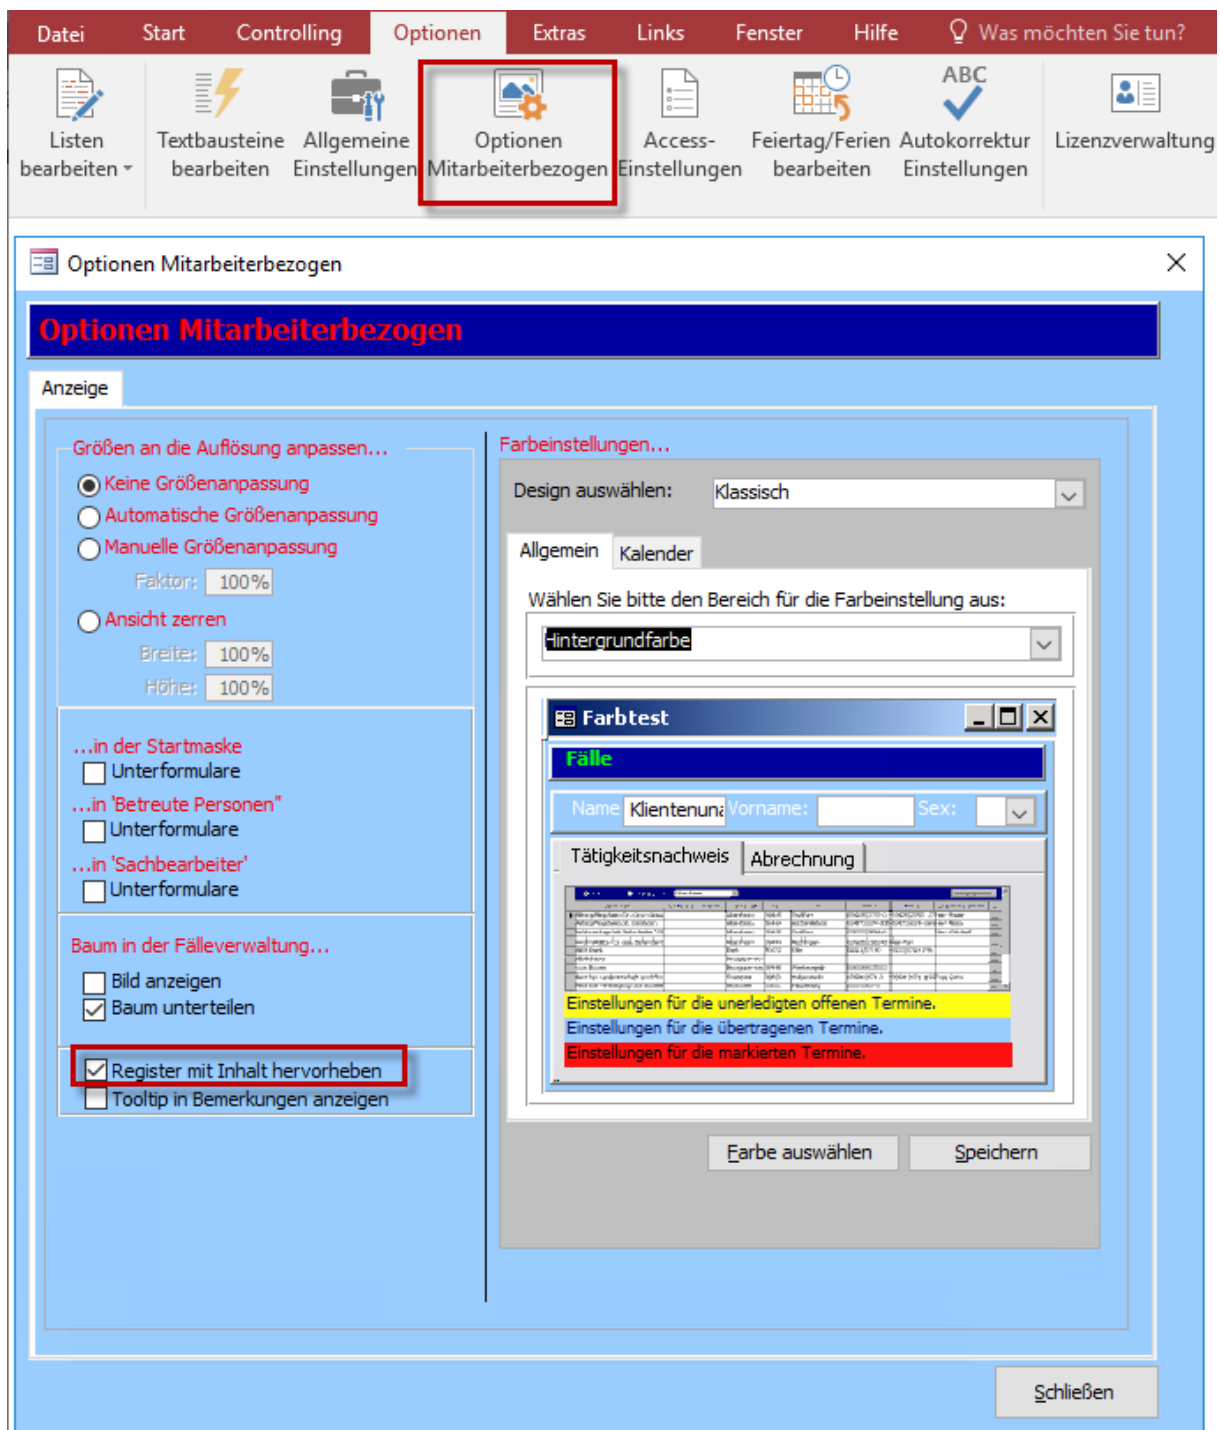 Datei Start Controlling Optionen Extras Links Fenster Hilfe Was möchten Sie tun?
ABC
Listen bearbeiten
Textbausteine bearbeiten
Allgemeine Einstellungen
Optionen Mitarbeiterbezogen
Access-Einstellungen
Feiertag/Ferien bearbeiten
Autokorrektur Einstellungen
Lizenzverwaltung
Optionen Mitarbeiterbezogen
Optionen Mitarbeiterbezogen
Anzeige
Größen an die Auflösung anpassen...
Keine Größenanpassung
Automatische Größenanpassung
Manuelle Größenanpassung
Faktor: 100%
Ansicht zerren
Breite: 100%
Höhe: 100%
...in der Startmaske
Unterformulare
...in 'Betreute Personen"
Unterformulare
...in 'Sachbearbeiter'
Unterformulare
Baum in der Fälleverwaltung...
Bild anzeigen
Baum unterteilen
Register mit Inhalt hervorheben
Tooltip in Bemerkungen anzeigen
Farbeinstellungen...
Design auswählen: Klassisch
Allgemein Kalender
Wählen Sie bitte den Bereich für die Farbeinstellung aus:
Hintergrundfarbe
Farbtest
Fälle
Name Klientenuna Vorname: Sex:
Tätigkeitsnachweis Abrechnung
Einstellungen für die unerledigten offenen Termine.
Einstellungen für die übertragenen Termine.
Einstellungen für die markierten Termine.
Farbe auswählen Speichern
Schließen